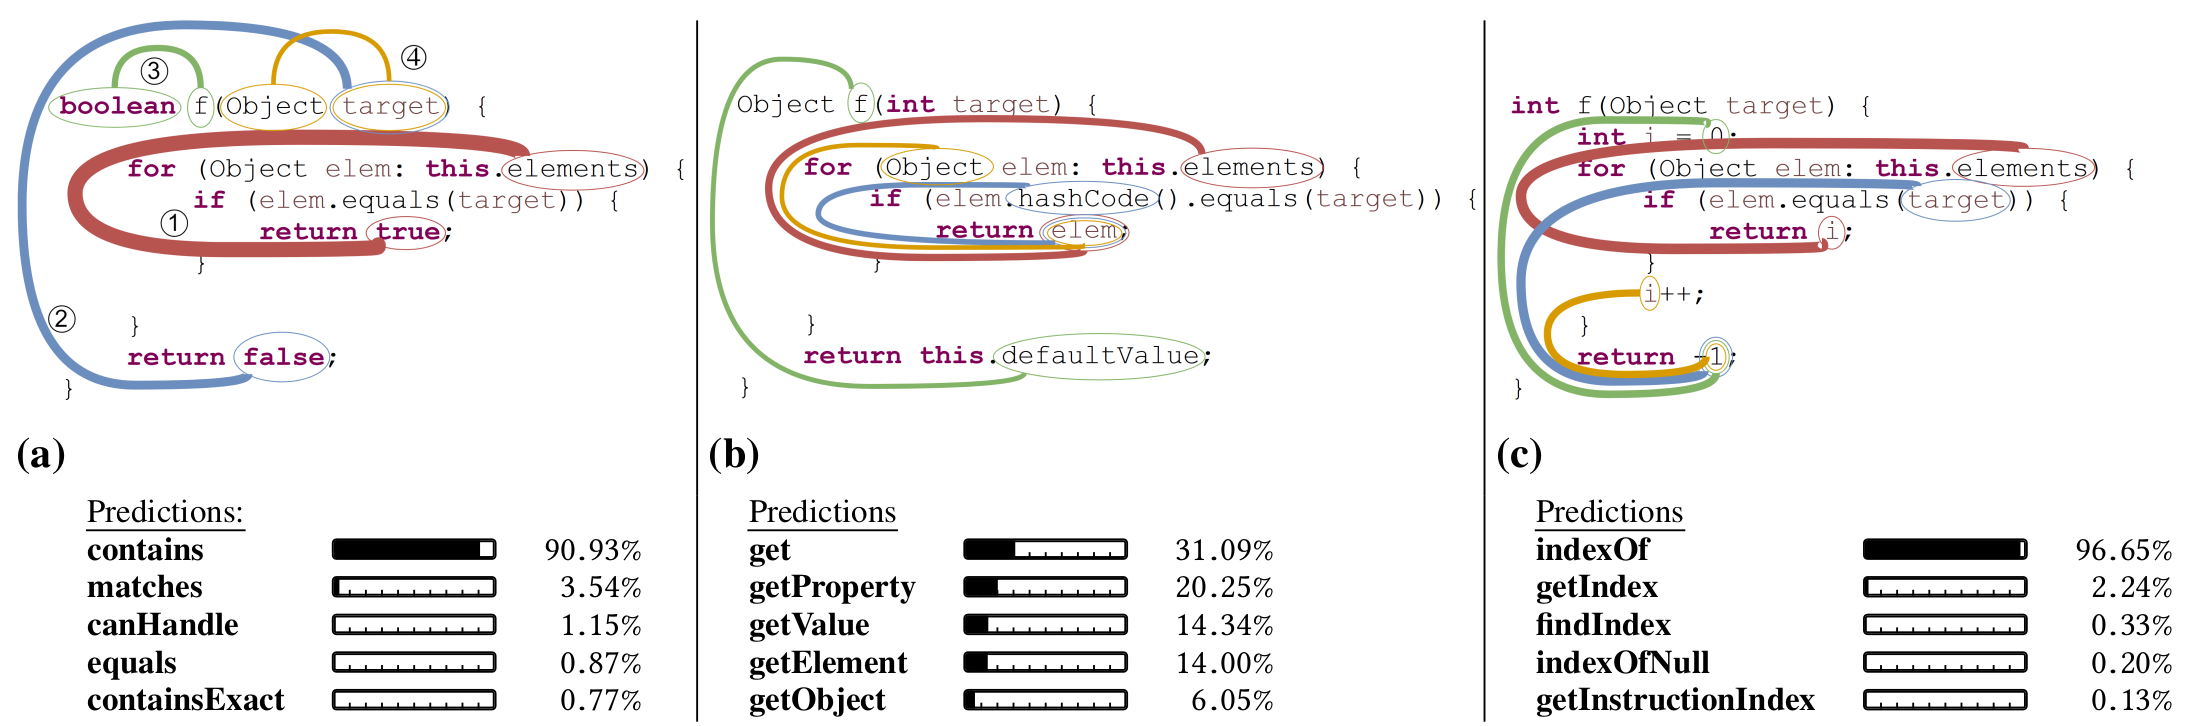 ③
④
boolean f(Object target) {
for (Object elem: this.elements) {
if (elem.equals(target)) {
①
return true;
}
②
}
return false;
}
(a)
Predictions:
contains 90.93%
matches 3.54%
canHandle 1.15%
equals 0.87%
containsExact 0.77%
Object f(int target) {
for (Object elem: this.elements) {
if (elem.hashCode().equals(target)) {
return elem;
}
}
return this.defaultValue;
}
(b)
Predictions
get 31.09%
getProperty 20.25%
getValue 14.34%
getElement 14.00%
getObject 6.05%
int f(Object target) {
int i = 0;
for (Object elem: this.elements) {
if (elem.equals(target)) {
return i;
}
i++;
}
return -1;
}
(c)
Predictions
indexOf 96.65%
getIndex 2.24%
findIndex 0.33%
indexOfNull 0.20%
getInstructionIndex 0.13%